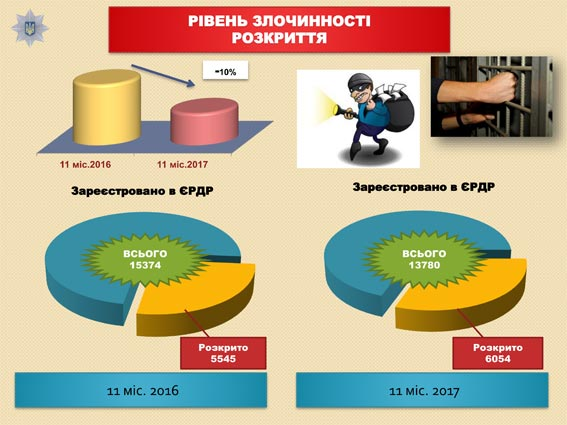 РІВЕНЬ ЗЛОЧИННОСТІ
РОЗКРИТТЯ
-10%
11 міс.2016
11 міс.2017
Зареєстровано в ЄРДР
Зареєстровано в ЄРДР
ВСЬОГО
15374
Розкрито
5545
ВСЬОГО
13780
Розкрито
6054
11 міс. 2016
11 міс. 2017